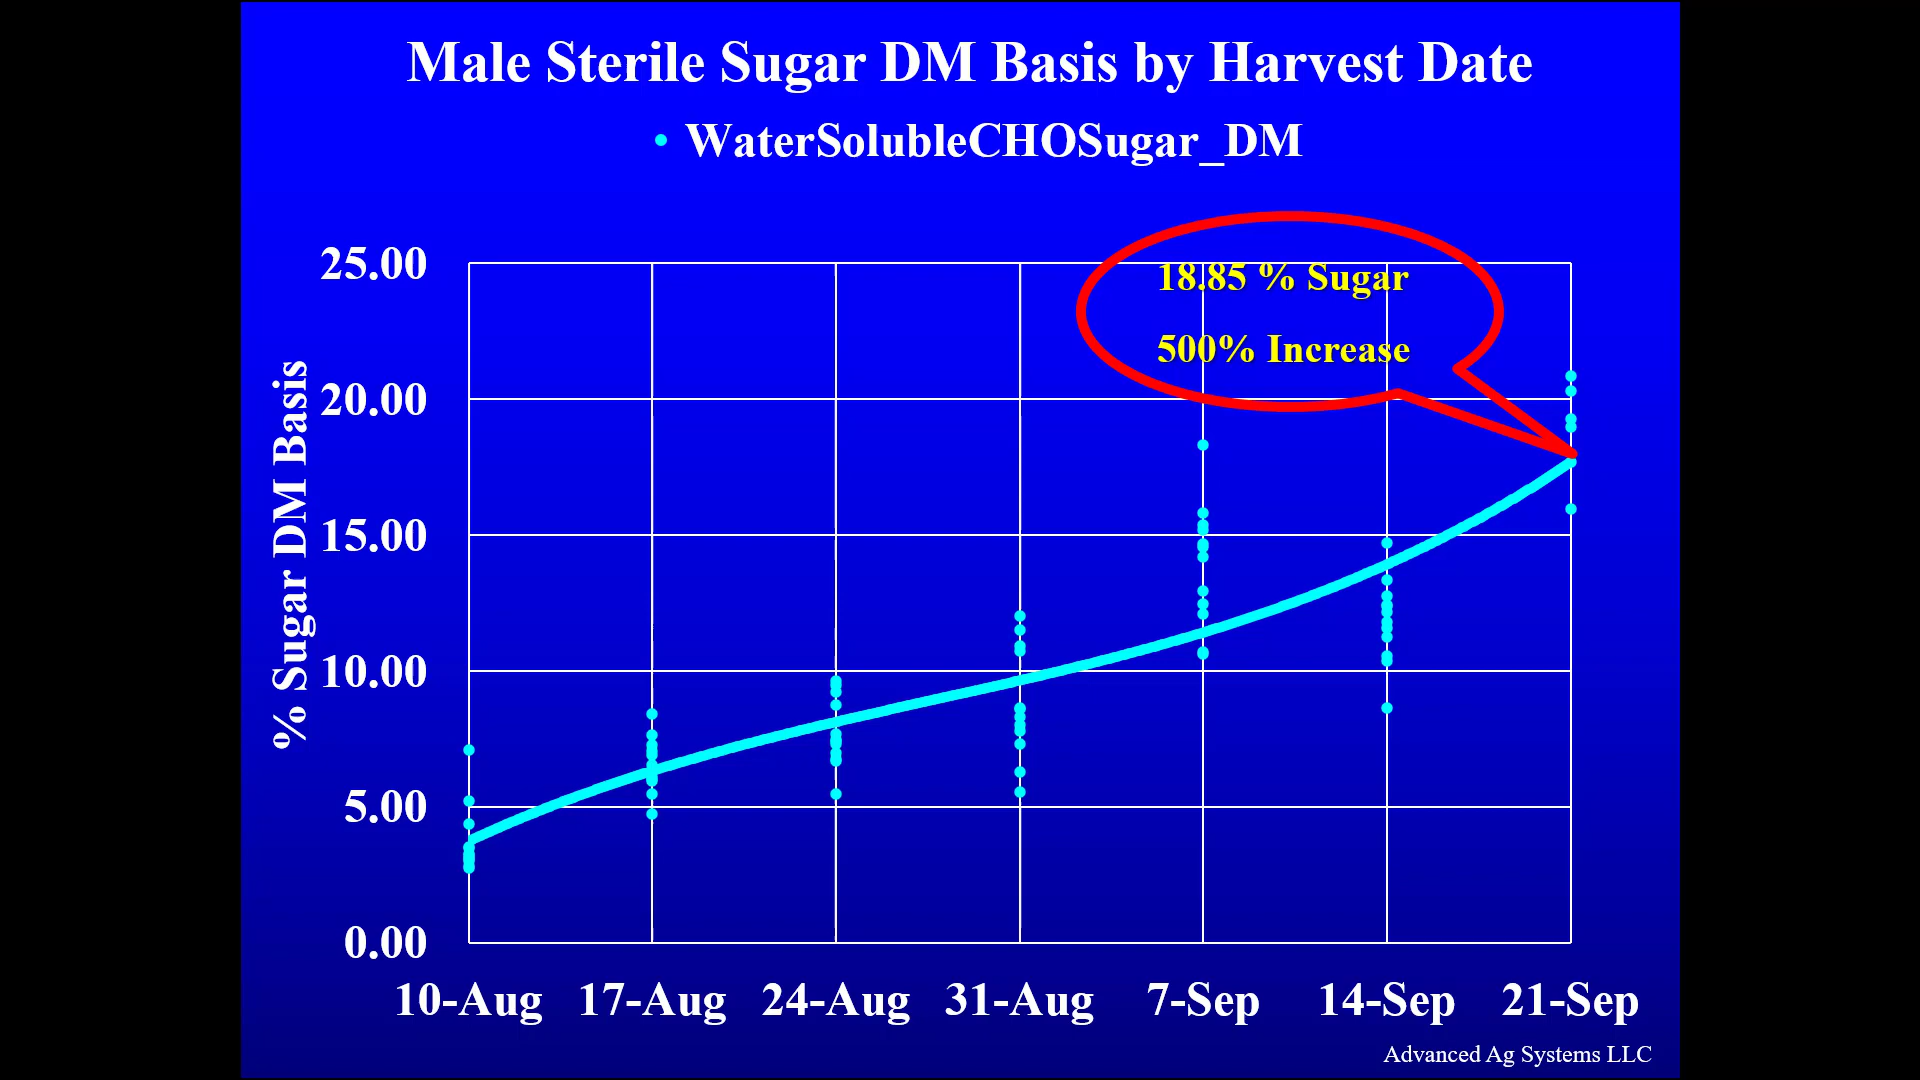 Male Sterile Sugar DM Basis by Harvest Date
WaterSolubleCHOSugar_DM
18.85 % Sugar
500% Increase
% Sugar DM Basis
25.00
20.00
15.00
10.00
5.00
0.00
10-Aug 17-Aug 24-Aug 31-Aug 7-Sep 14-Sep 21-Sep
Advanced Ag Systems LLC